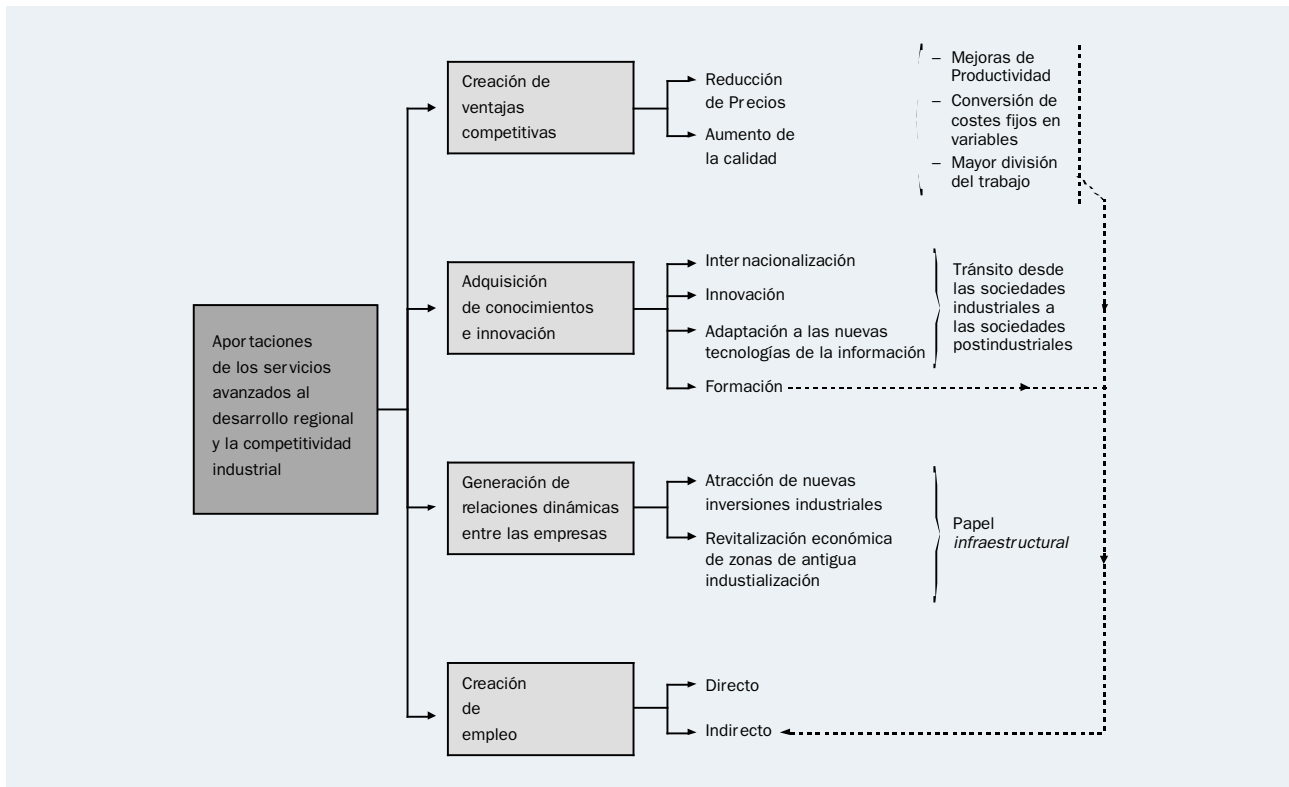 Aportaciones
de los servicios
avanzados al
desarrollo regional
y la competitividad
industrial
Creación de
ventajas
competitivas
Reducción
de Precios
Aumento de
la calidad
– Mejoras de
Productividad
– Conversión de
costes fijos en
variables
– Mayor división
del trabajo
Adquisición
de conocimientos
e innovación
Internacionalización
Innovación
Adaptación a las nuevas
tecnologías de la información
Formación
Tránsito desde
las sociedades
industriales a
las sociedades
postindustriales
Generación de
relaciones dinámicas
entre las empresas
Atracción de nuevas
inversiones industriales
Revitalización económica
de zonas de antigua
industialización
Papel
infraestructural
Creación
de
empleo
Directo
Indirecto